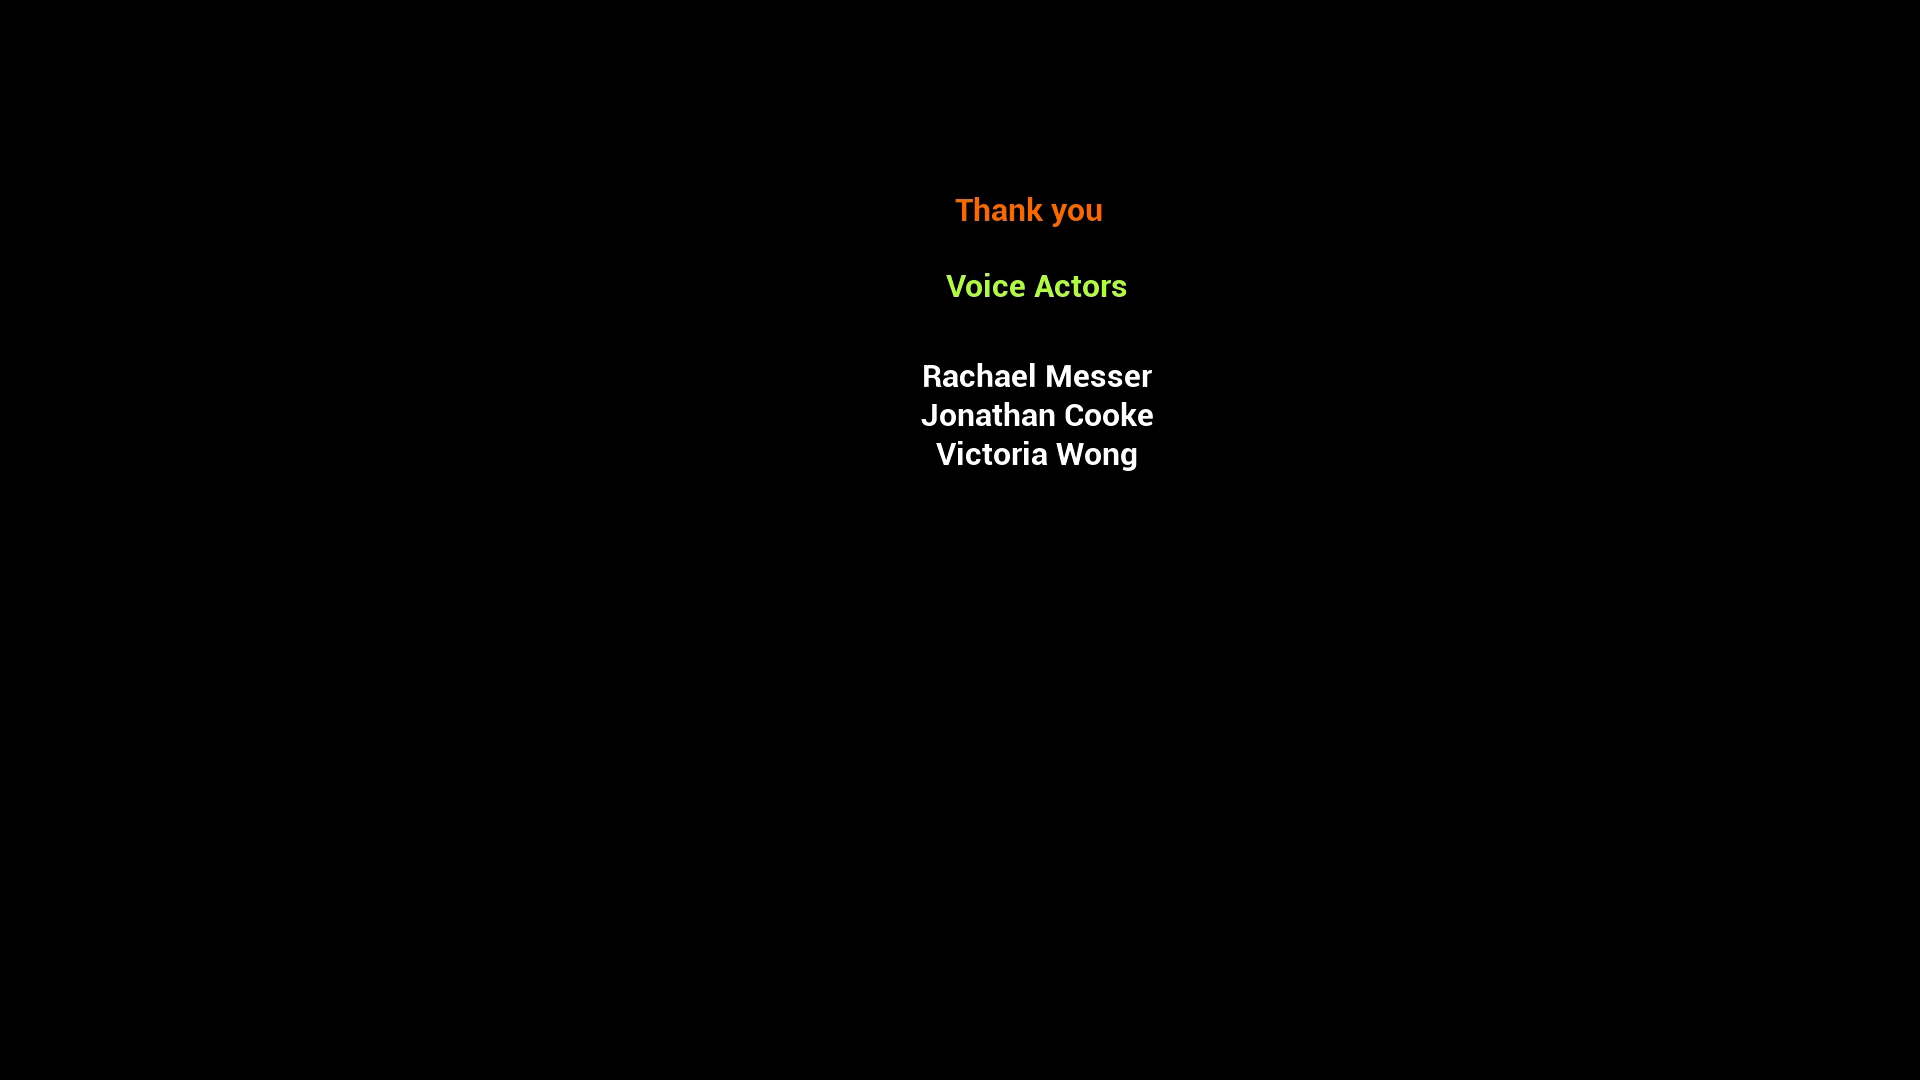 Thank you
Voice Actors
Rachael Messer
Jonathan Cooke
Victoria Wong